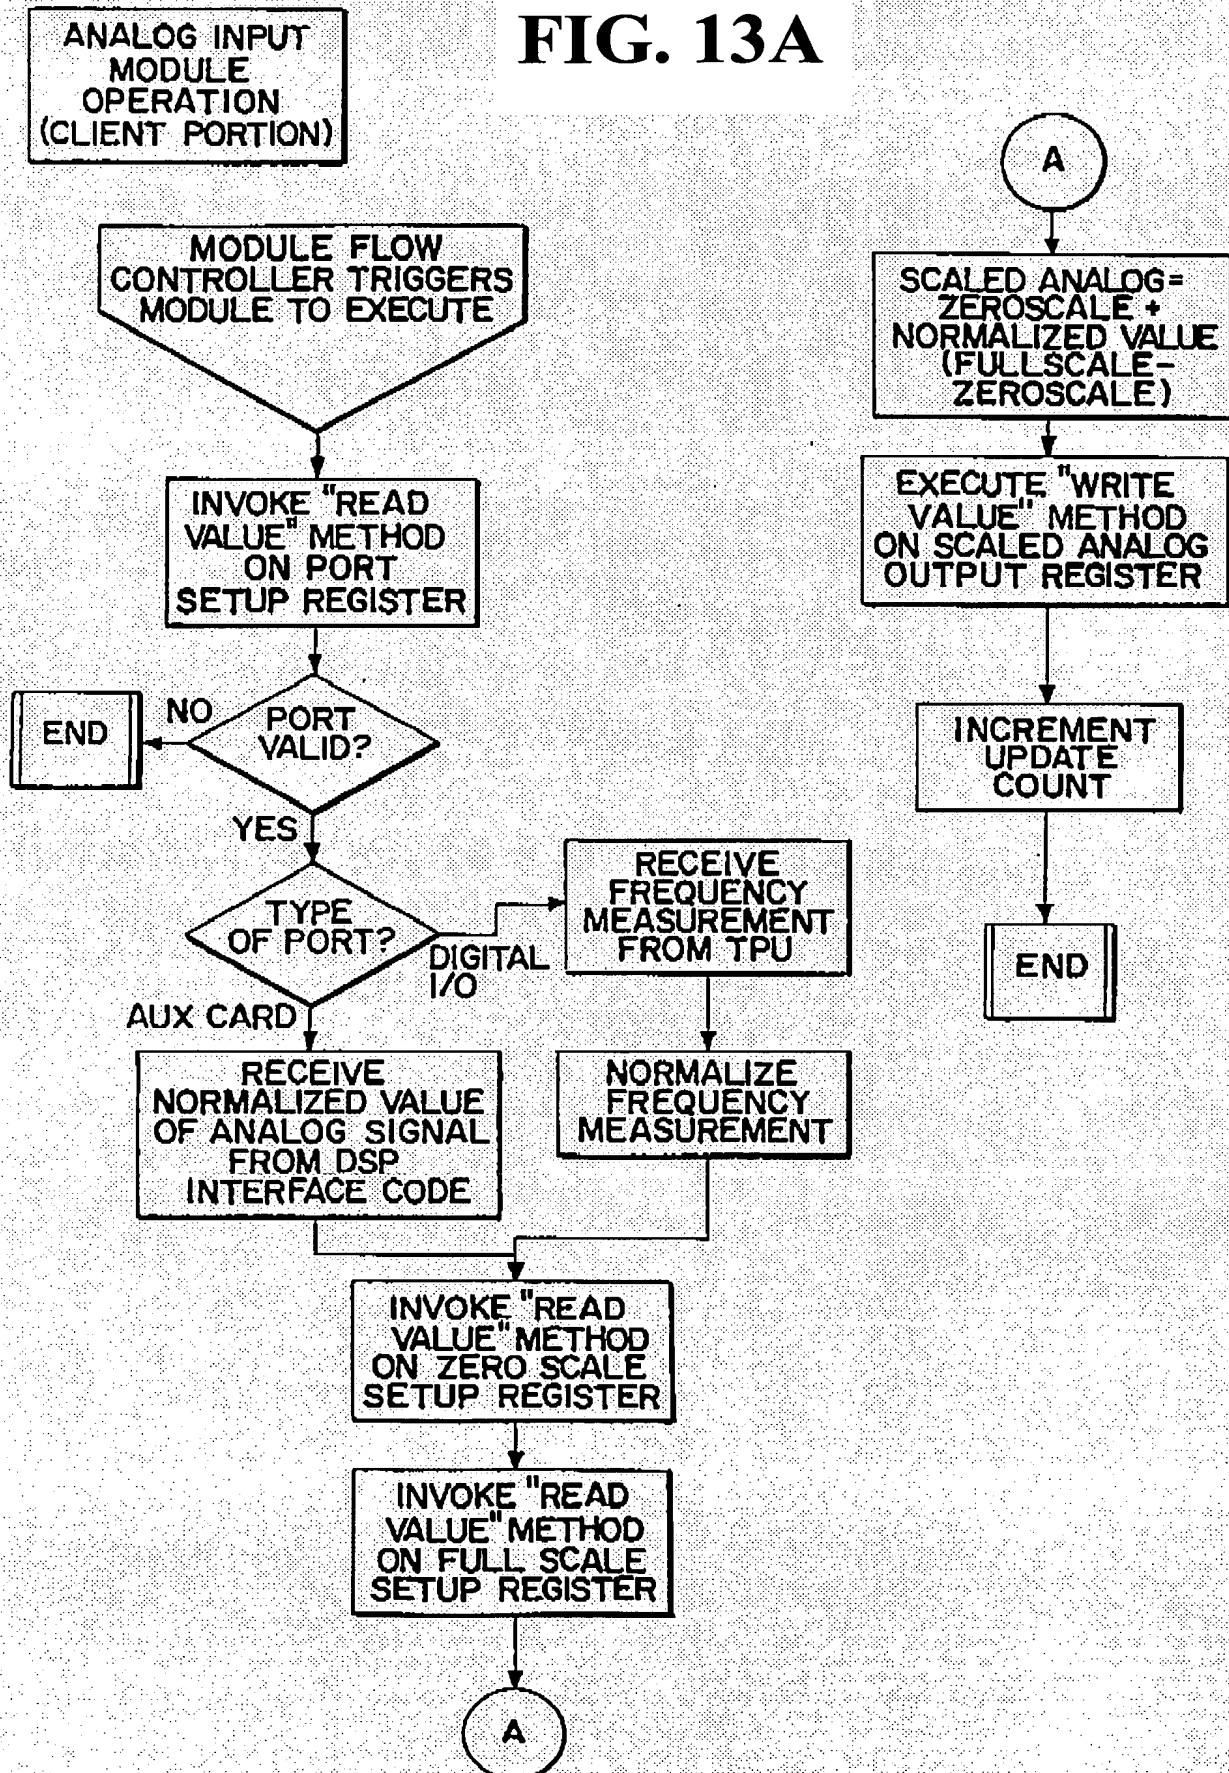 FIG. 13A
ANALOG INPUT
MODULE
OPERATION
(CLIENT PORTION)
MODULE FLOW
CONTROLLER TRIGGERS
MODULE TO EXECUTE
INVOKE "READ
VALUE" METHOD
ON PORT
SETUP REGISTER
PORT
VALID?
NO
END
YES
TYPE
OF PORT?
DIGITAL
I/O
AUX CARD
RECEIVE
FREQUENCY
MEASUREMENT
FROM TPU
NORMALIZE
FREQUENCY
MEASUREMENT
RECEIVE
NORMALIZED VALUE
OF ANALOG SIGNAL
FROM DSP
INTERFACE CODE
INVOKE "READ
VALUE" METHOD
ON ZERO SCALE
SETUP REGISTER
INVOKE "READ
VALUE" METHOD
ON FULL SCALE
SETUP REGISTER
A
A
SCALED ANALOG=
ZEROSCALE +
NORMALIZED VALUE
(FULLSCALE-
ZEROSCALE)
EXECUTE "WRITE
VALUE" METHOD
ON SCALED ANALOG
OUTPUT REGISTER
INCREMENT
UPDATE
COUNT
END